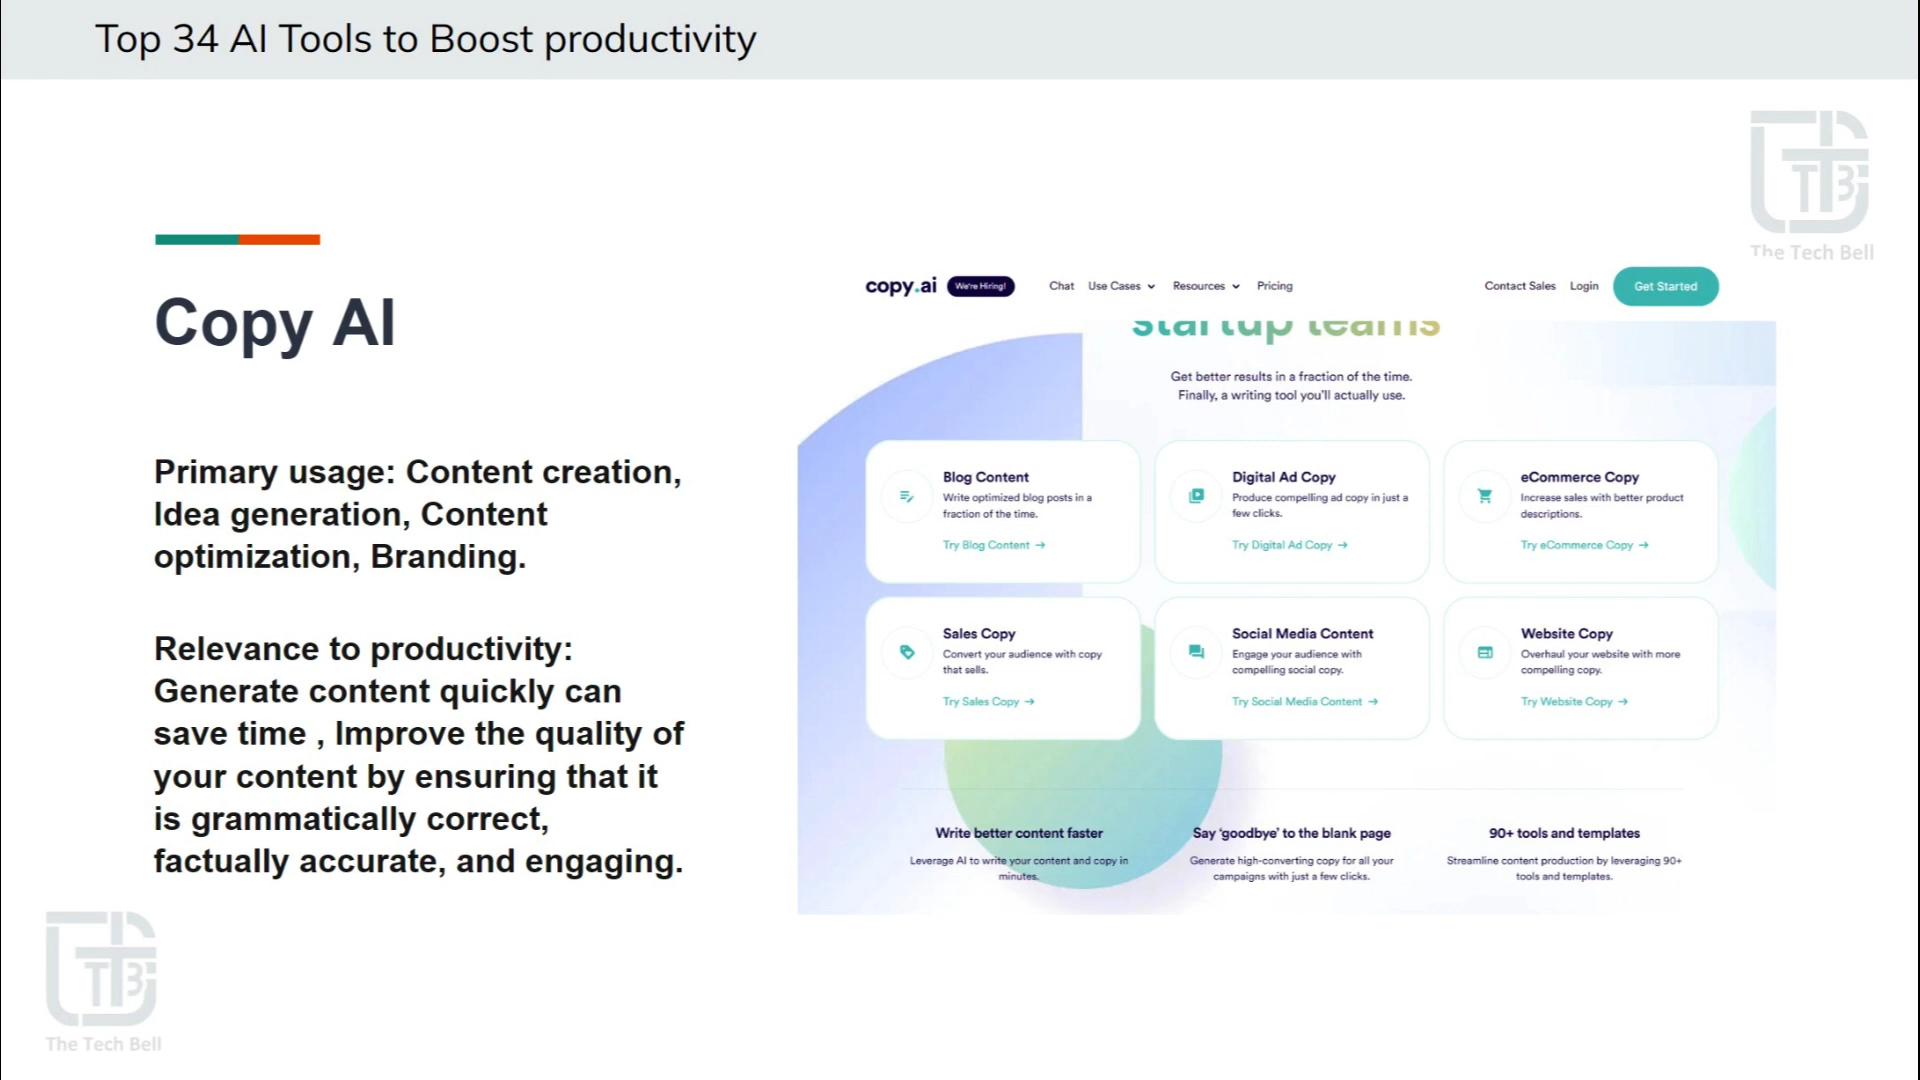 Top 34 AI Tools to Boost productivity
The Tech Bell
Copy AI
Primary usage: Content creation,
Idea generation, Content
optimization, Branding.
Relevance to productivity:
Generate content quickly can
save time , Improve the quality of
your content by ensuring that it
is grammatically correct,
factually accurate, and engaging.
copy.ai We're Hiring! Chat Use Cases Resources Pricing Contact Sales Login Get Started
startup teams
Get better results in a fraction of the time.
Finally, a writing tool you'll actually use.
Blog Content
Write optimized blog posts in a
fraction of the time.
Try Blog Content →
Digital Ad Copy
Produce compelling ad copy in just a
few clicks.
Try Digital Ad Copy →
eCommerce Copy
Increase sales with better product
descriptions.
Try eCommerce Copy →
Sales Copy
Convert your audience with copy
that sells.
Try Sales Copy →
Social Media Content
Engage your audience with
compelling social copy.
Try Social Media Content →
Website Copy
Overhaul your website with more
compelling copy.
Try Website Copy →
Write better content faster
Leverage AI to write your content and copy in
minutes.
Say 'goodbye' to the blank page
Generate high-converting copy for all your
campaigns with just a few clicks.
90+ tools and templates
Streamline content production by leveraging 90+
tools and templates.
The Tech Bell